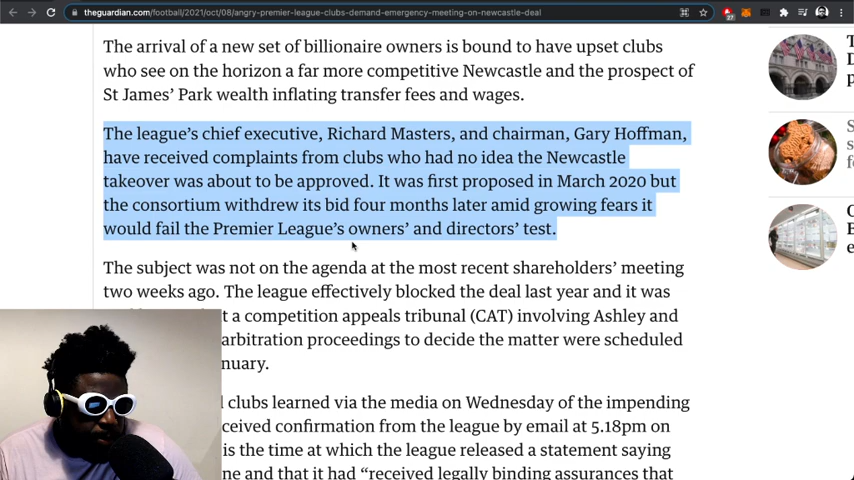 theguardian.com/football/2021/oct/08/angry-premier-league-clubs-demand-emergency-meeting-on-newcastle-deal
27
The arrival of a new set of billionaire owners is bound to have upset clubs
who see on the horizon a far more competitive Newcastle and the prospect of
St James’ Park wealth inflating transfer fees and wages.
The league’s chief executive, Richard Masters, and chairman, Gary Hoffman,
have received complaints from clubs who had no idea the Newcastle
takeover was about to be approved. It was first proposed in March 2020 but
the consortium withdrew its bid four months later amid growing fears it
would fail the Premier League’s owners’ and directors’ test.
The subject was not on the agenda at the most recent shareholders’ meeting
two weeks ago. The league effectively blocked the deal last year and it was
t a competition appeals tribunal (CAT) involving Ashley and
arbitration proceedings to decide the matter were scheduled
nuary.
l clubs learned via the media on Wednesday of the impending
ceived confirmation from the league by email at 5.18pm on
is the time at which the league released a statement saying
ne and that it had “received legally binding assurances that
T
D
p
S
s
f
O
E
e